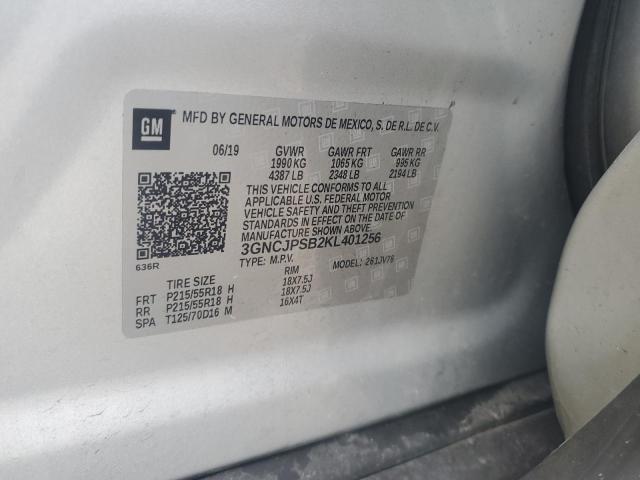 GM
MFD BY GENERAL MOTORS DE MEXICO, S. DE R.L. DE C.V.
06/19 GVWR GAWR FRT GAWR RR
1990 KG 1065 KG 995 KG
4387 LB 2348 LB 2194 LB
THIS VEHICLE CONFORMS TO ALL
APPLICABLE U.S. FEDERAL MOTOR
VEHICLE SAFETY AND THEFT PREVENTION
STANDARDS IN EFFECT ON THE DATE OF
MANUFACTURE SHOWN ABOVE.
3GNCJPSB2KL401256
TYPE: M.P.V. 261JV76
636R
TIRE SIZE RIM
FRT P215/55R18 H 18X7.5J
RR P215/55R18 H 18X7.5J
SPA T125/70D16 M 16X4T